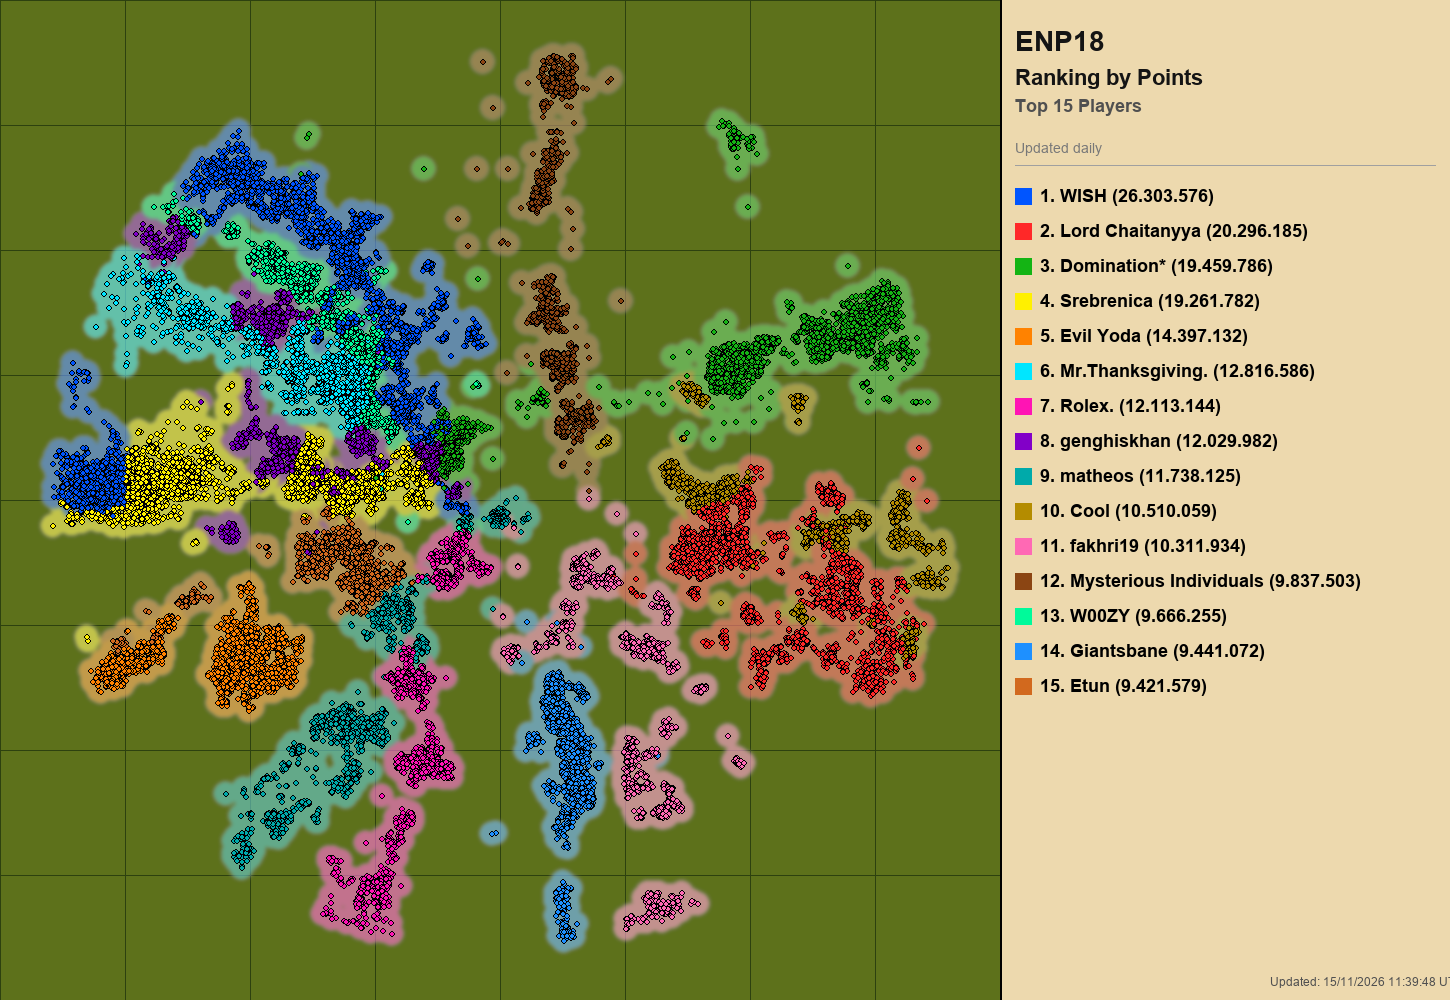 ENP18
Ranking by Points
Top 15 Players
Updated daily
1. WISH (26.303.576)
2. Lord Chaitanyya (20.296.185)
3. Domination* (19.459.786)
4. Srebrenica (19.261.782)
5. Evil Yoda (14.397.132)
6. Mr.Thanksgiving. (12.816.586)
7. Rolex. (12.113.144)
8. genghiskhan (12.029.982)
9. matheos (11.738.125)
10. Cool (10.510.059)
11. fakhri19 (10.311.934)
12. Mysterious Individuals (9.837.503)
13. W00ZY (9.666.255)
14. Giantsbane (9.441.072)
15. Etun (9.421.579)
Updated: 15/11/2026 11:39:48